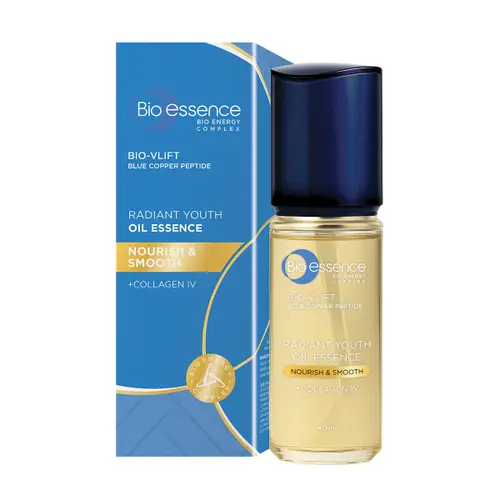 Bio essence
BIO ENERGY
COMPLEX
BIO-VLIFT
BLUE COPPER PEPTIDE
RADIANT YOUTH
OIL ESSENCE
NOURISH &
SMOOTH
+COLLAGEN IV
Bio essence
BIO ENERGY
COMPLEX
BIO-VLIFT
BLUE COPPER PEPTIDE
RADIANT YOUTH
OIL ESSENCE
NOURISH & SMOOTH
+COLLAGEN IV
40ml